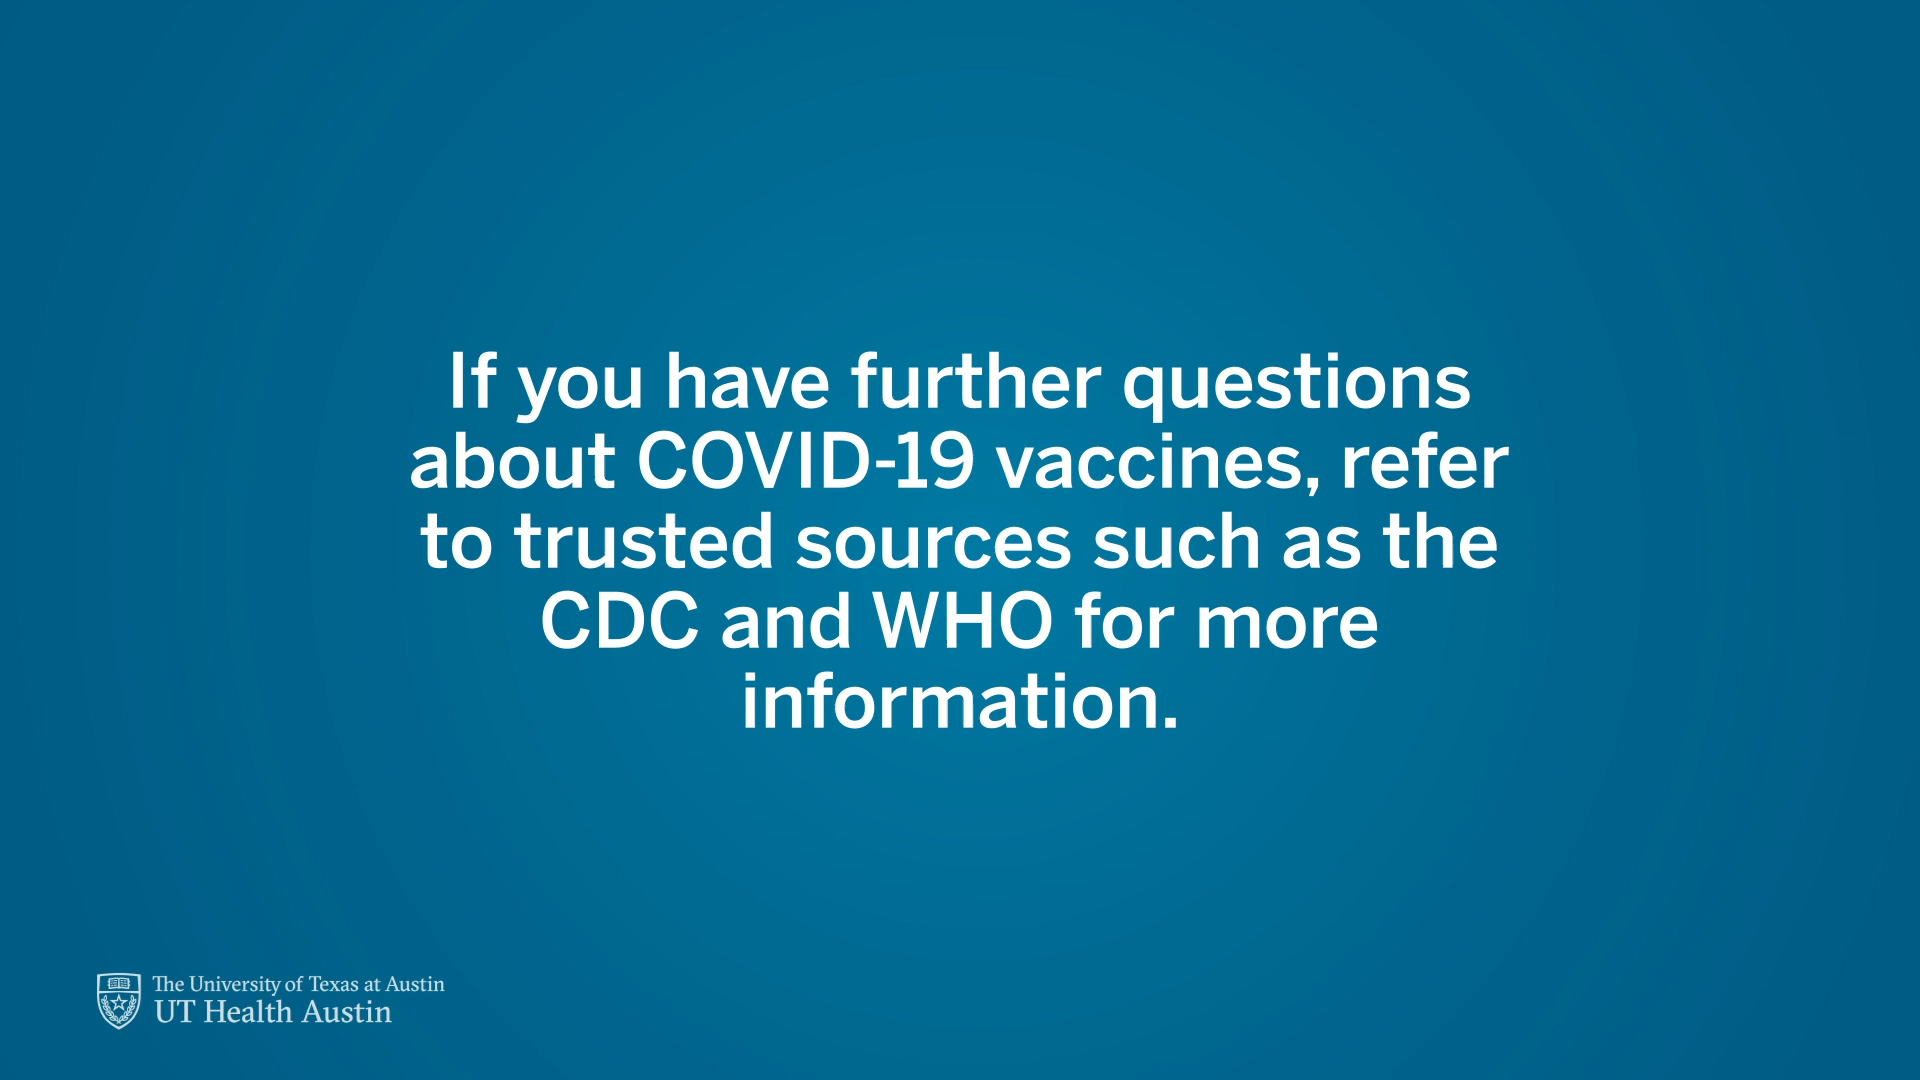 If you have further questions
about COVID-19 vaccines, refer
to trusted sources such as the
CDC and WHO for more
information.
The University of Texas at Austin
UT Health Austin